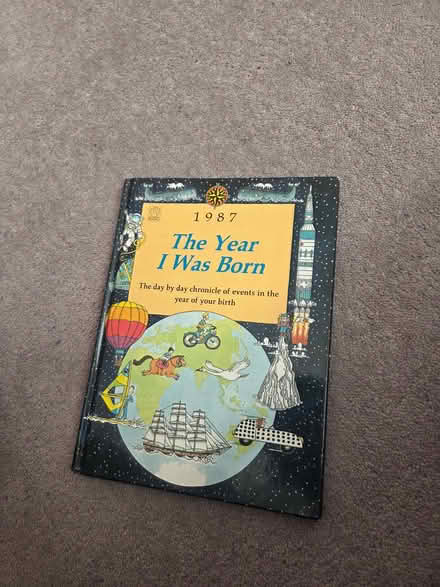 1987
The Year
I Was Born
The day by day chronicle of events in the
year of your birth